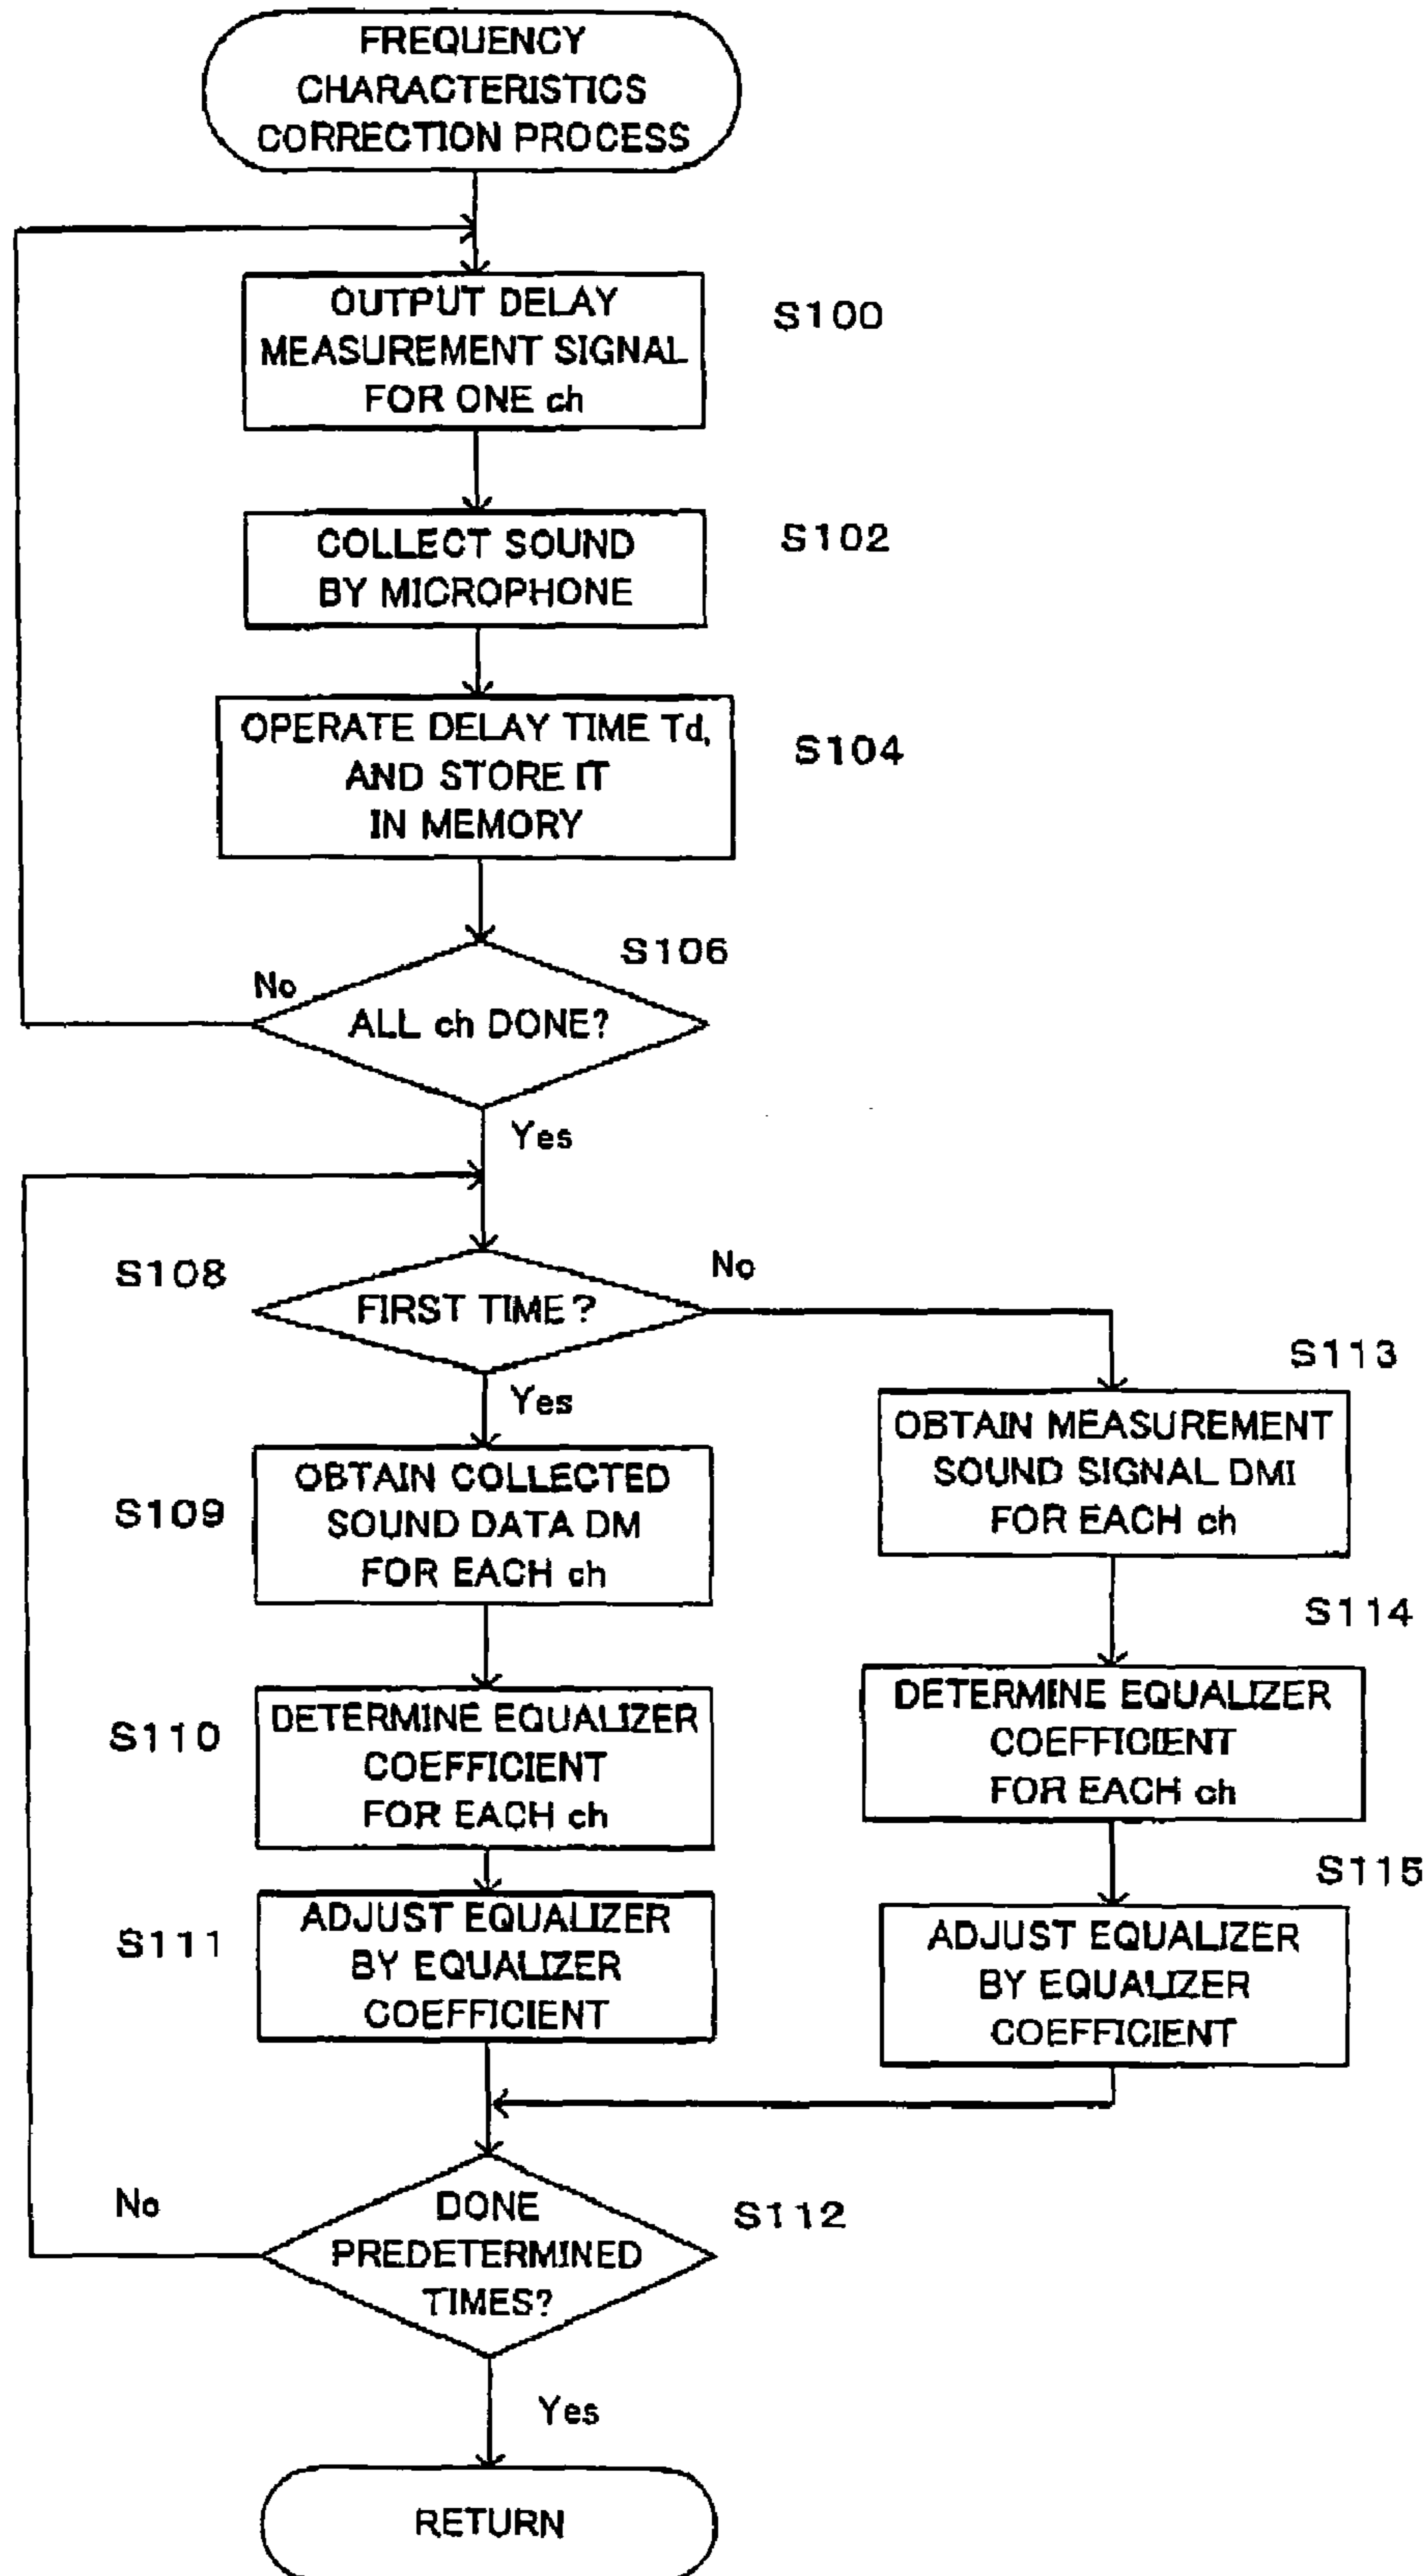 FREQUENCY
CHARACTERISTICS
CORRECTION PROCESS
OUTPUT DELAY
MEASUREMENT SIGNAL
FOR ONE ch
S100
COLLECT SOUND
BY MICROPHONE
S102
OPERATE DELAY TIME Td,
AND STORE IT
IN MEMORY
S104
S106
No
ALL ch DONE?
Yes
S108
FIRST TIME?
No
Yes
S109
OBTAIN COLLECTED
SOUND DATA DM
FOR EACH ch
S110
DETERMINE EQUALIZER
COEFFICIENT
FOR EACH ch
S111
ADJUST EQUALIZER
BY EQUALIZER
COEFFICIENT
S113
OBTAIN MEASUREMENT
SOUND SIGNAL DMI
FOR EACH ch
S114
DETERMINE EQUALIZER
COEFFICIENT
FOR EACH ch
S115
ADJUST EQUALIZER
BY EQUALIZER
COEFFICIENT
No
DONE
PREDETERMINED
TIMES?
S112
Yes
RETURN